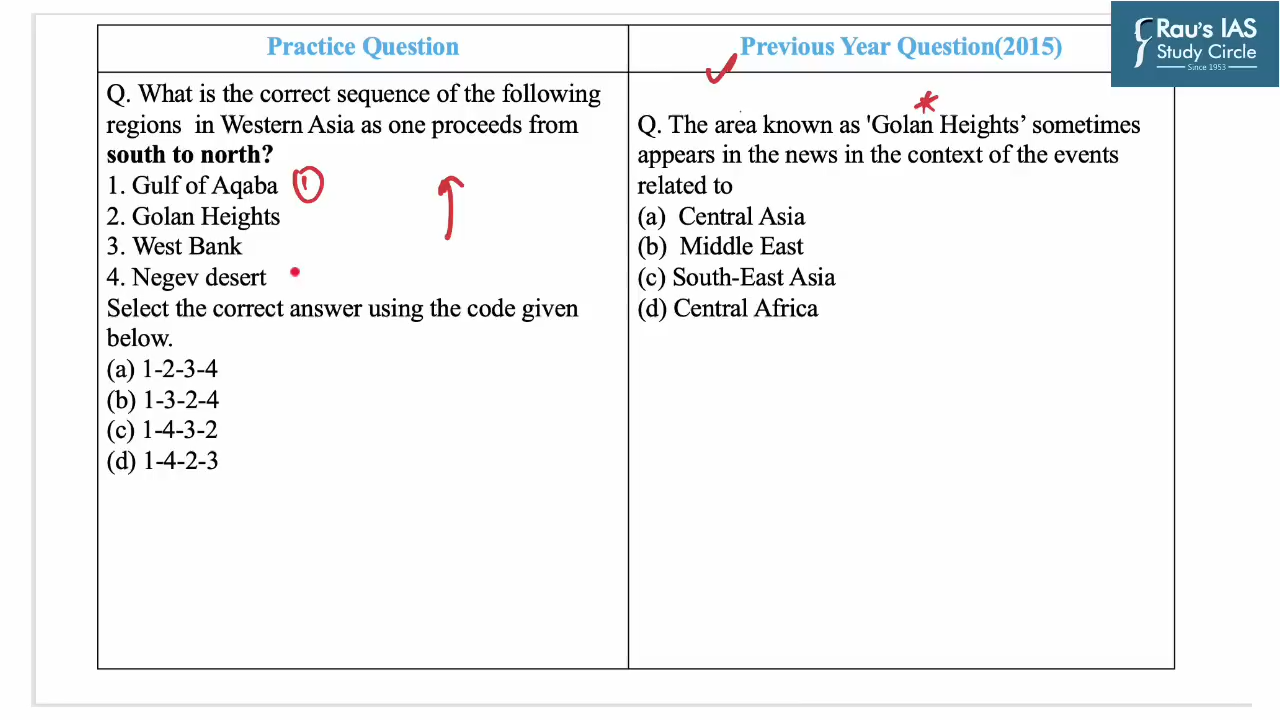 Practice Question
Q. What is the correct sequence of the following
regions in Western Asia as one proceeds from
south to north?
1. Gulf of Aqaba 1
2. Golan Heights
3. West Bank
4. Negev desert
Select the correct answer using the code given
below.
(a) 1-2-3-4
(b) 1-3-2-4
(c) 1-4-3-2
(d) 1-4-2-3
Previous Year Question(2015)
Q. The area known as 'Golan Heights’ sometimes
appears in the news in the context of the events
related to
(a) Central Asia
(b) Middle East
(c) South-East Asia
(d) Central Africa
Rau's IAS
Study Circle
Since 1953